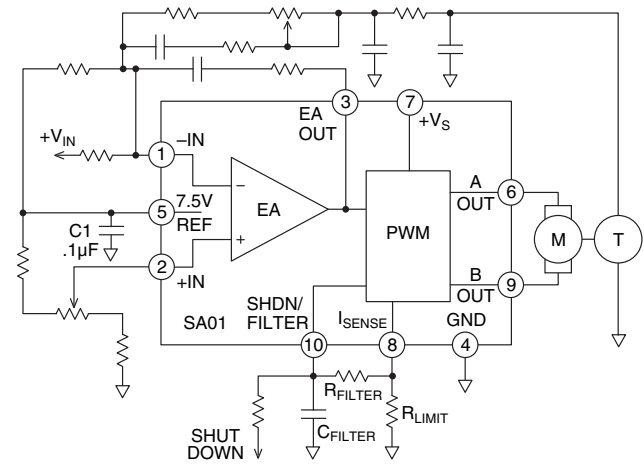 3
7
EA
OUT
+VS
+VIN
1
–IN
–
A
OUT
6
7.5V
REF
5
EA
PWM
M
T
C1
.1µF
2
+
+IN
B
OUT
9
SHDN/
FILTER
ISENSE
GND
SA01
10
8
4
RFILTER
CFILTER
RLIMIT
SHUT
DOWN